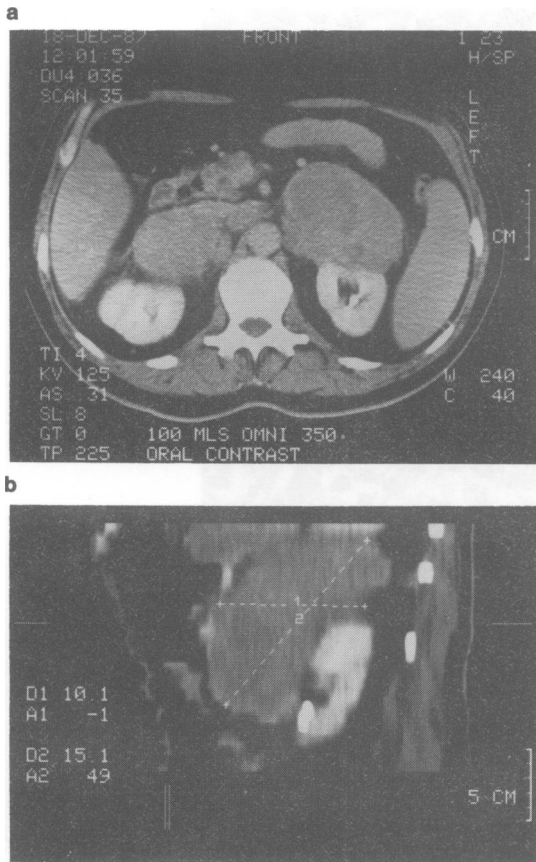 a
18-DEC-87 FRONT 1 23
12:01:59 H/SP
DU4 036
SCAN 35
L
E
F
T
CM
TI 4
KV 125 W 240
AS .31 C 40
SL 8
GT 0 100 MLS OMNI 350.
TP 225 ORAL CONTRAST
b
1
2
D1 10.1
A1 -1
D2 15.1
A2 49
5 CM